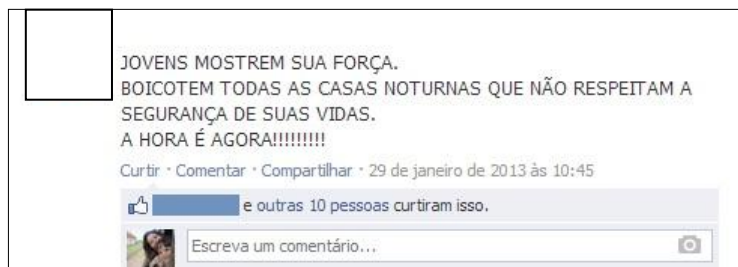 JOVENS MOSTREM SUA FORÇA.
BOICOTEM TODAS AS CASAS NOTURNAS QUE NÃO RESPEITAM A
SEGURANÇA DE SUAS VIDAS.
A HORA É AGORA!!!!!!!!!
Curtir · Comentar · Compartilhar · 29 de janeiro de 2013 às 10:45
e outras 10 pessoas curtiram isso.
Escreva um comentário...